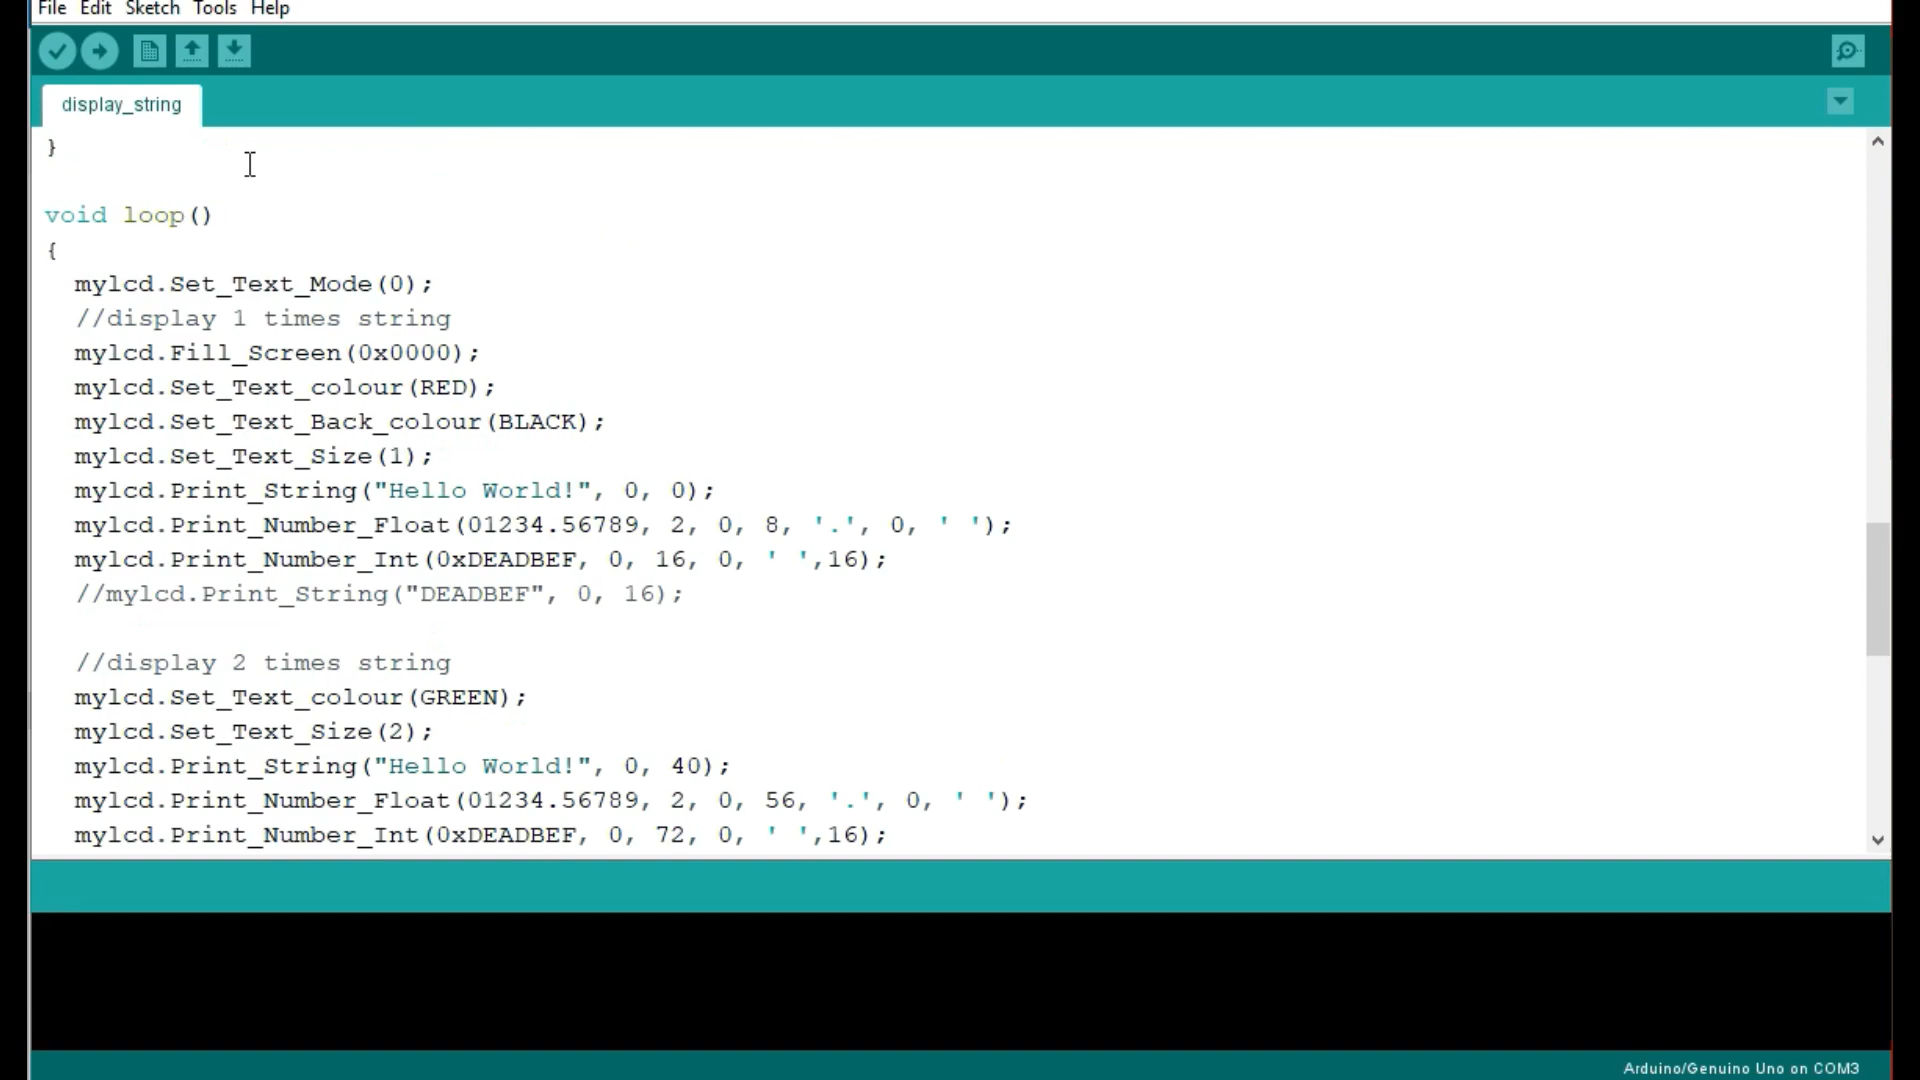 File Edit Sketch Tools Help
display_string
}
void loop()
{
mylcd.Set_Text_Mode(0);
//display 1 times string
mylcd.Fill_Screen(0x0000);
mylcd.Set_Text_colour(RED);
mylcd.Set_Text_Back_colour(BLACK);
mylcd.Set_Text_Size(1);
mylcd.Print_String("Hello World!", 0, 0);
mylcd.Print_Number_Float(01234.56789, 2, 0, 8, '.', 0, ' ');
mylcd.Print_Number_Int(0xDEADBEF, 0, 16, 0, ' ',16);
//mylcd.Print_String("DEADBEF", 0, 16);
//display 2 times string
mylcd.Set_Text_colour(GREEN);
mylcd.Set_Text_Size(2);
mylcd.Print_String("Hello World!", 0, 40);
mylcd.Print_Number_Float(01234.56789, 2, 0, 56, '.', 0, ' ');
mylcd.Print_Number_Int(0xDEADBEF, 0, 72, 0, ' ',16);
Arduino/Genuino Uno on COM3